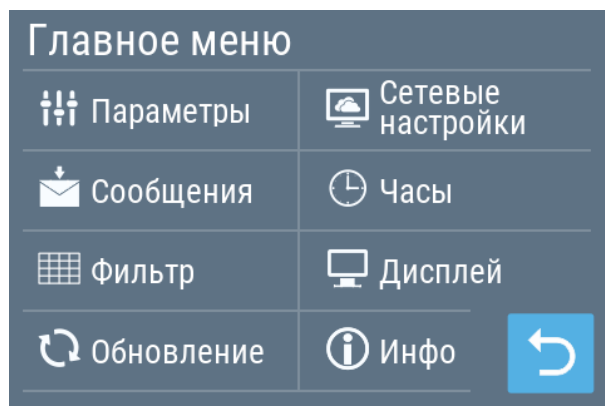 Главное меню
Параметры
Сетевые
настройки
Сообщения
Часы
Фильтр
Дисплей
Обновление
Инфо